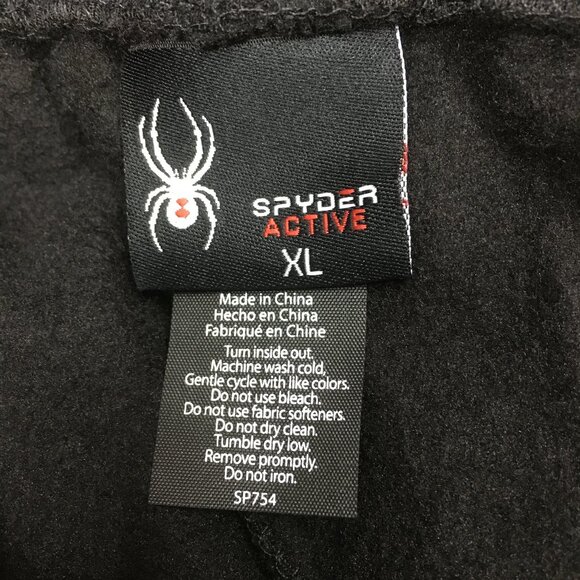 SPYDER
ACTIVE
XL
Made in China
Hecho en China
Fabriqué en Chine
Turn inside out,
Machine wash cold,
Gentle cycle with like colors.
Do not use bleach.
Do not use fabric softeners.
Do not dry clean.
Tumble dry low.
Remove promptly.
Do not iron.
SP754